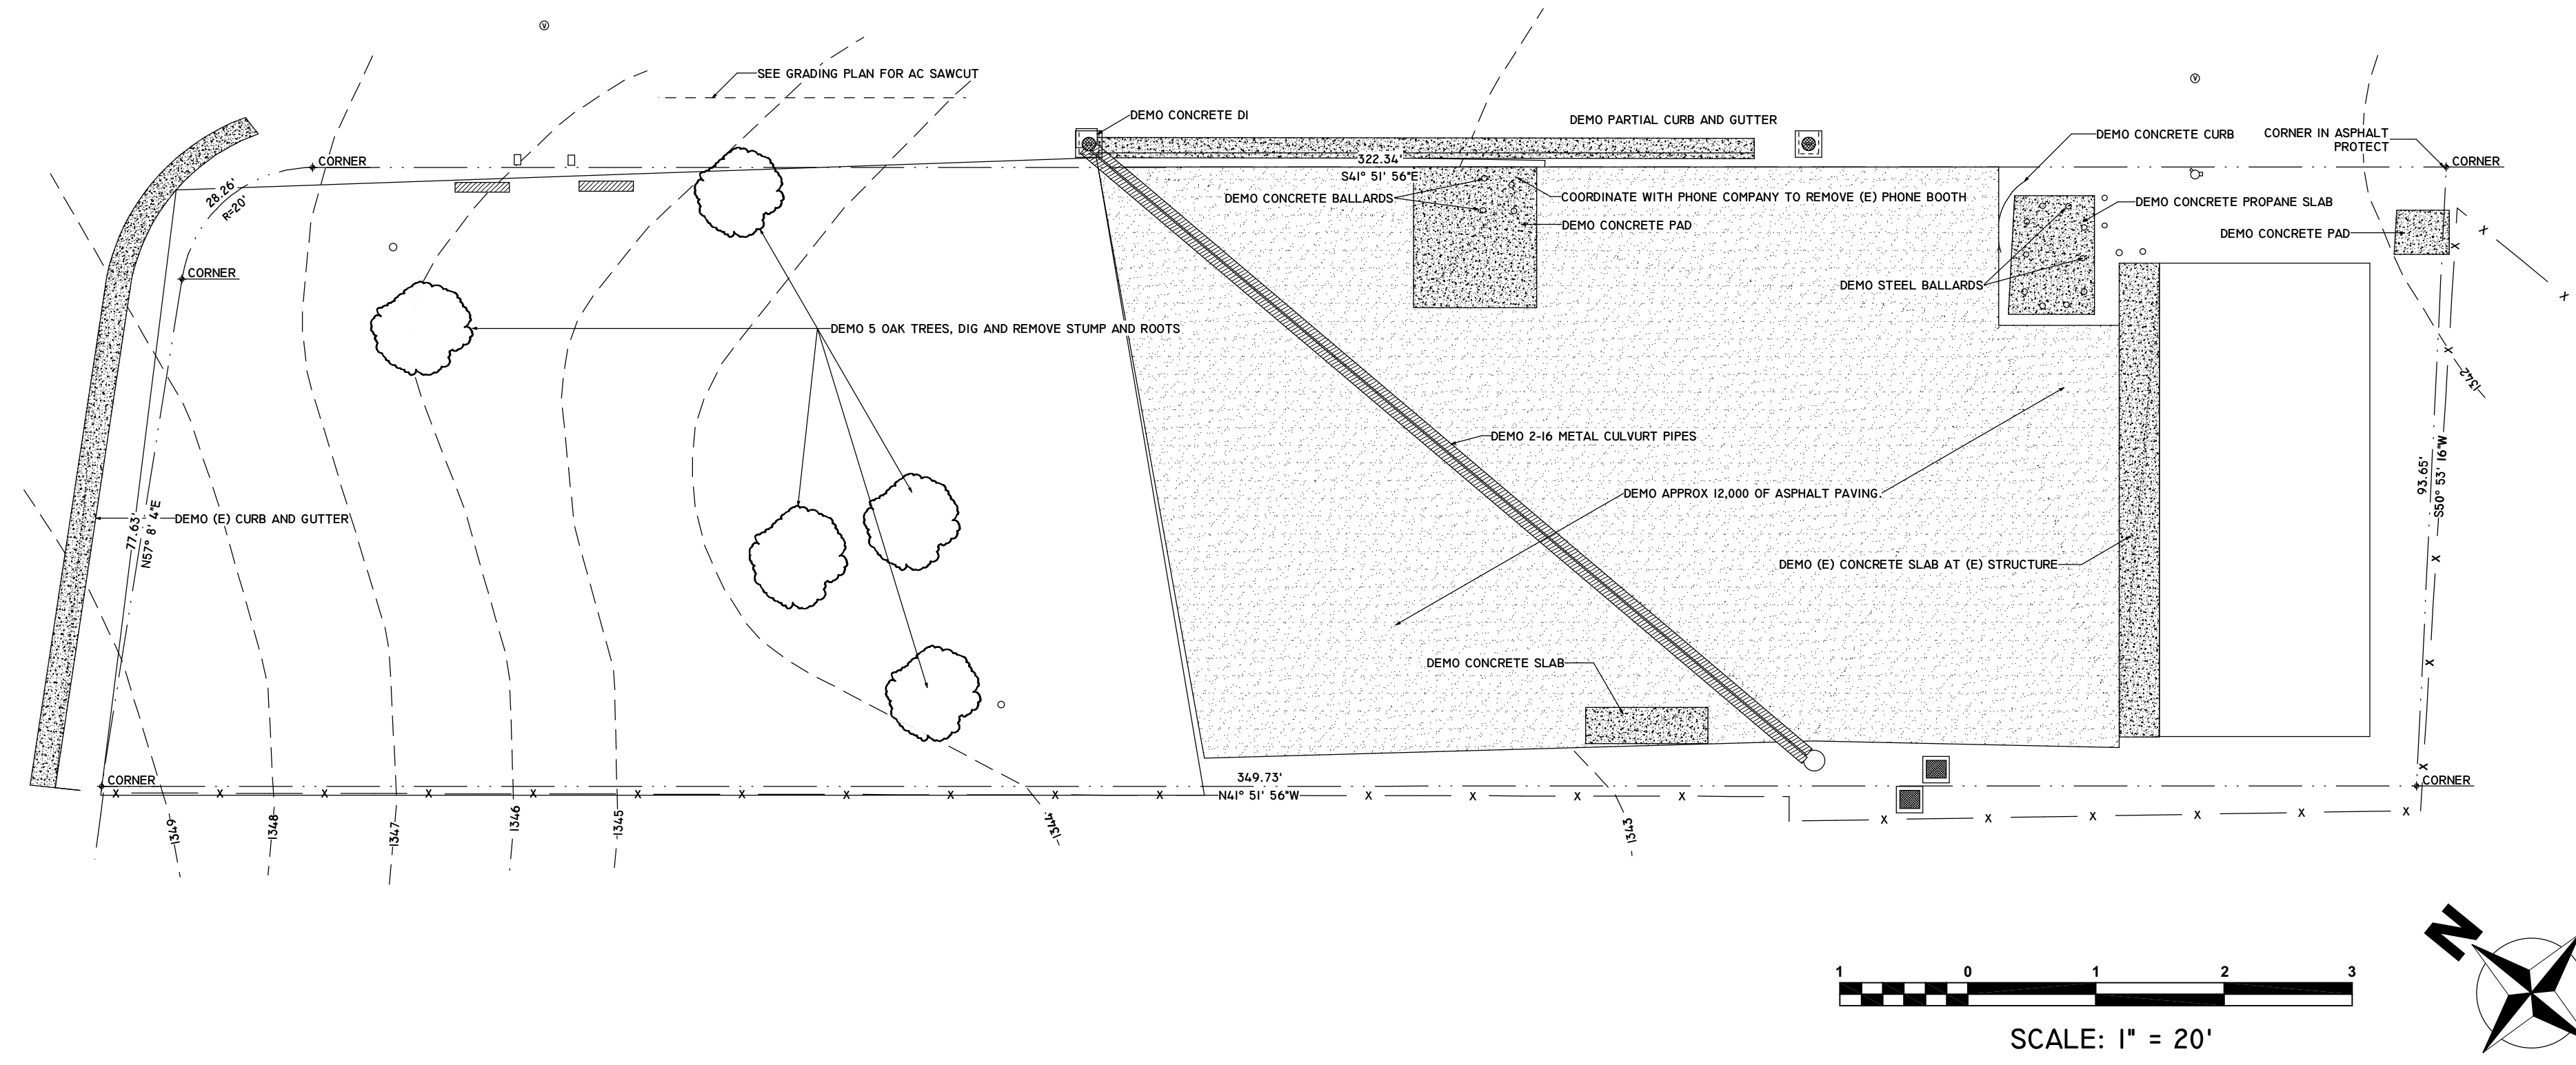 V
SEE GRADING PLAN FOR AC SAWCUT
V
DEMO CONCRETE DI
DEMO PARTIAL CURB AND GUTTER
DEMO CONCRETE CURB
CORNER IN ASPHALT
PROTECT
CORNER
CORNER
322.34'
S41° 51' 56"E
28.26'
R=20'
DEMO CONCRETE BALLARDS
COORDINATE WITH PHONE COMPANY TO REMOVE (E) PHONE BOOTH
DEMO CONCRETE PAD
DEMO CONCRETE PROPANE SLAB
DEMO CONCRETE PAD
CORNER
DEMO STEEL BALLARDS
DEMO 5 OAK TREES, DIG AND REMOVE STUMP AND ROOTS
1342
DEMO 2-16 METAL CULVURT PIPES
93.65'
S50° 53' 16"W
DEMO APPROX 12,000 OF ASPHALT PAVING.
DEMO (E) CURB AND GUTTER
77.63'
N57° 8' 4"E
DEMO (E) CONCRETE SLAB AT (E) STRUCTURE
DEMO CONCRETE SLAB
CORNER
349.73'
N41° 51' 56"W
CORNER
1349
1348
1347
1346
1345
1344
1343
N
1 0 1 2 3
SCALE: 1" = 20'